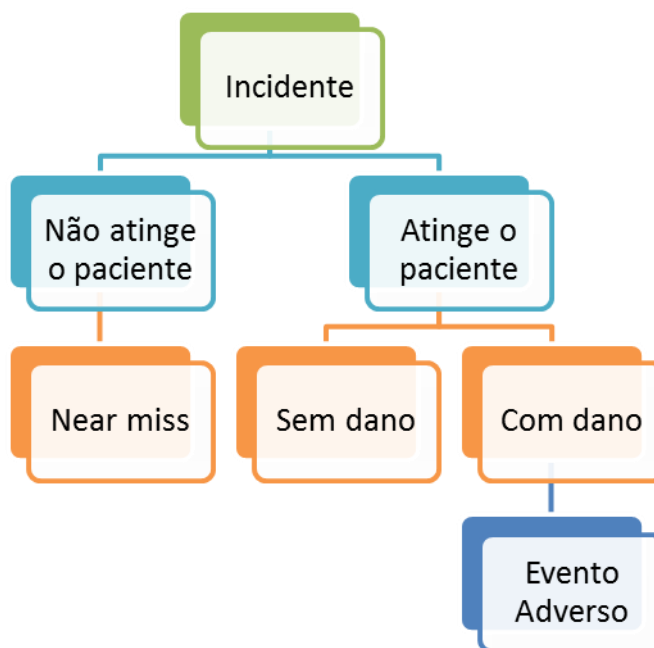 Incidente
Não atinge
o paciente
Atinge o
paciente
Near miss
Sem dano
Com dano
Evento
Adverso